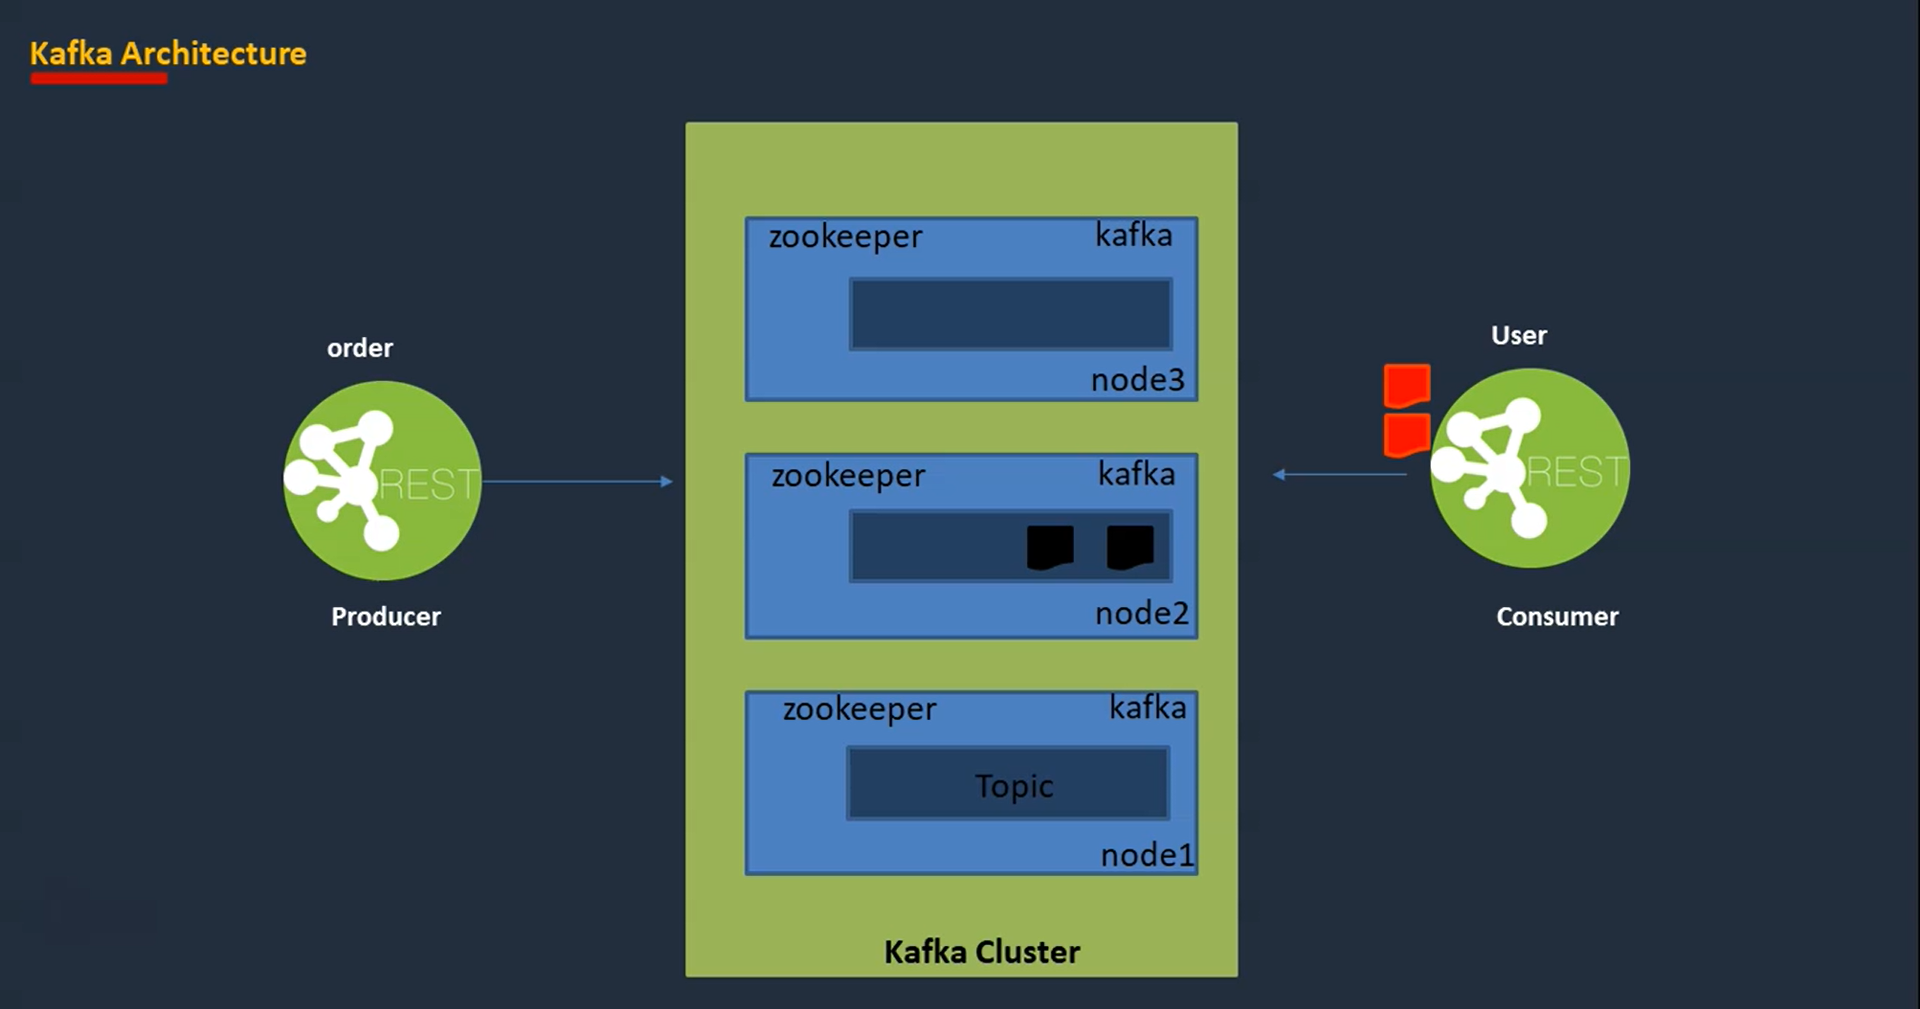 Kafka Architecture
order
REST
Producer
zookeeper kafka
node3
zookeeper kafka
node2
zookeeper kafka
Topic
node1
Kafka Cluster
User
REST
Consumer